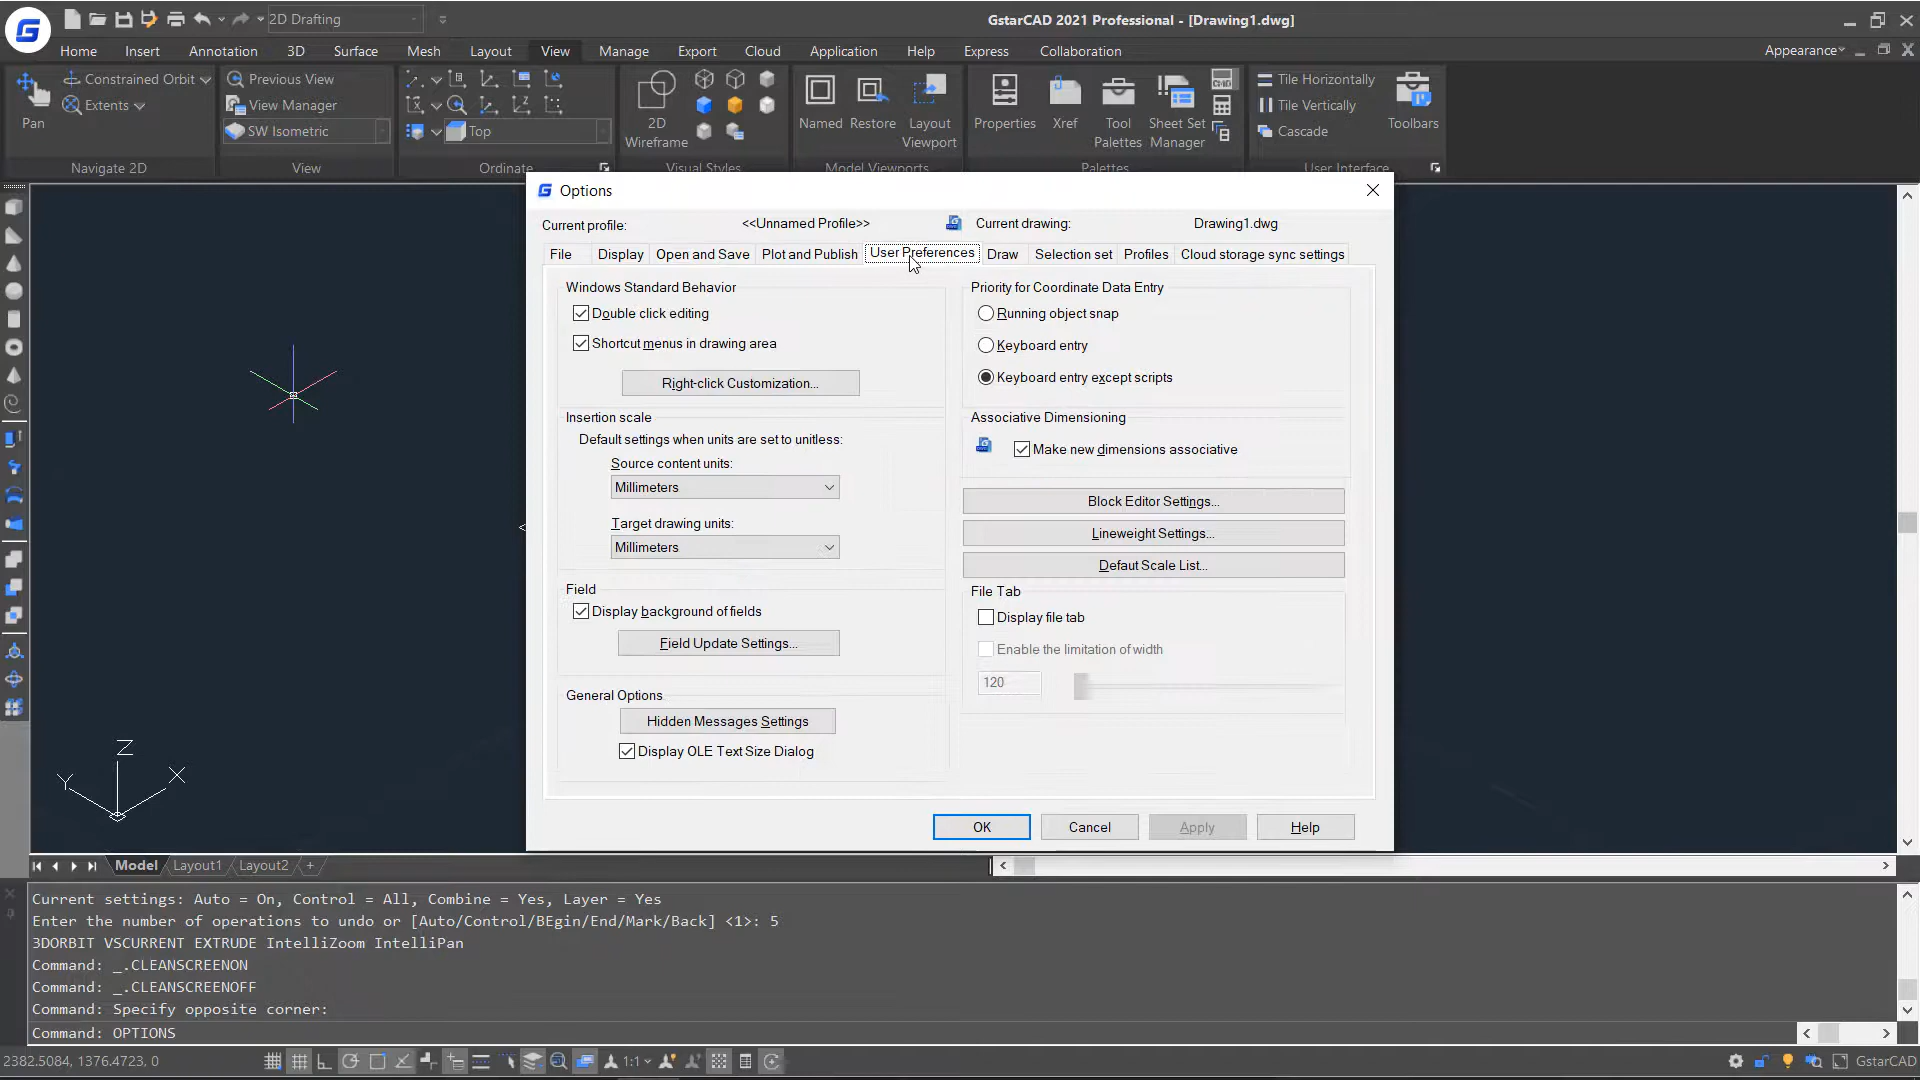 2D Drafting
GstarCAD 2021 Professional - [Drawing1.dwg]
Home Insert Annotation 3D Surface Mesh Layout View Manage Export Cloud Application Help Express Collaboration Appearance
Constrained Orbit
Extents
Pan
Navigate 2D
Previous View
View Manager
SW Isometric
View
Top
Ordinate
2D
Wireframe
Visual Styles
Named Restore Layout
Viewport
Model Viewports
Properties Xref Tool
Palettes
Sheet Set
Manager
Palettes
Tile Horizontally
Tile Vertically
Cascade
Toolbars
User Interface
Options
Current profile: <<Unnamed Profile>> Current drawing: Drawing1.dwg
File Display Open and Save Plot and Publish User Preferences Draw Selection set Profiles Cloud storage sync settings
Windows Standard Behavior
Double click editing
Shortcut menus in drawing area
Right-click Customization...
Insertion scale
Default settings when units are set to unitless:
Source content units:
Millimeters
Target drawing units:
Millimeters
Field
Display background of fields
Field Update Settings...
General Options
Hidden Messages Settings
Display OLE Text Size Dialog
Priority for Coordinate Data Entry
Running object snap
Keyboard entry
Keyboard entry except scripts
Associative Dimensioning
Make new dimensions associative
Block Editor Settings...
Lineweight Settings...
Defaut Scale List...
File Tab
Display file tab
Enable the limitation of width
120
OK Cancel Apply Help
Z
Y
X
Model Layout1 Layout2 +
Current settings: Auto = On, Control = All, Combine = Yes, Layer = Yes
Enter the number of operations to undo or [Auto/Control/BEgin/End/Mark/Back] <1>: 5
3DORBIT VSCURRENT EXTRUDE IntelliZoom IntelliPan
Command: _.CLEANSCREENON
Command: _.CLEANSCREENOFF
Command: Specify opposite corner:
Command: OPTIONS
2382.5084, 1376.4723, 0
1:1
GstarCAD